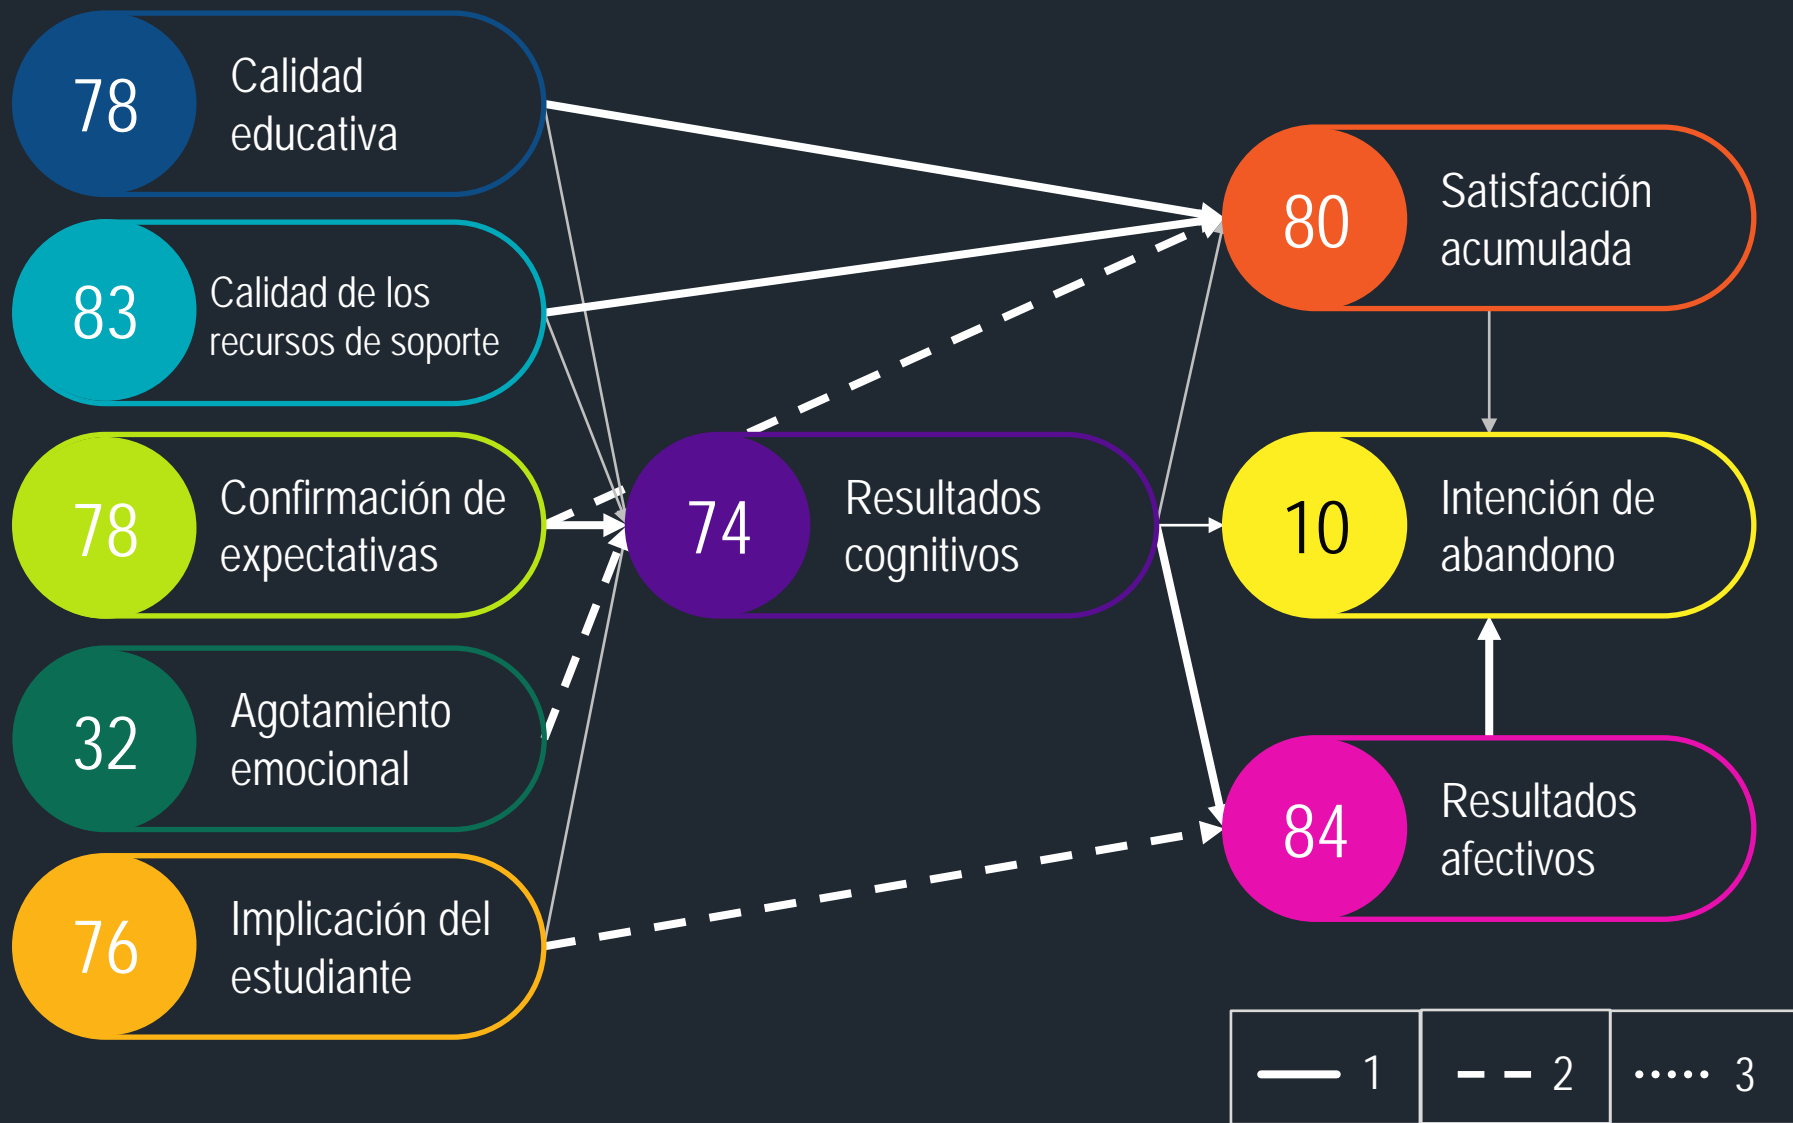 78
Calidad
educativa
83
Calidad de los
recursos de soporte
78
Confirmación de
expectativas
32
Agotamiento
emocional
76
Implicación del
estudiante
74
Resultados
cognitivos
80
Satisfacción
acumulada
10
Intención de
abandono
84
Resultados
afectivos
1
2
3